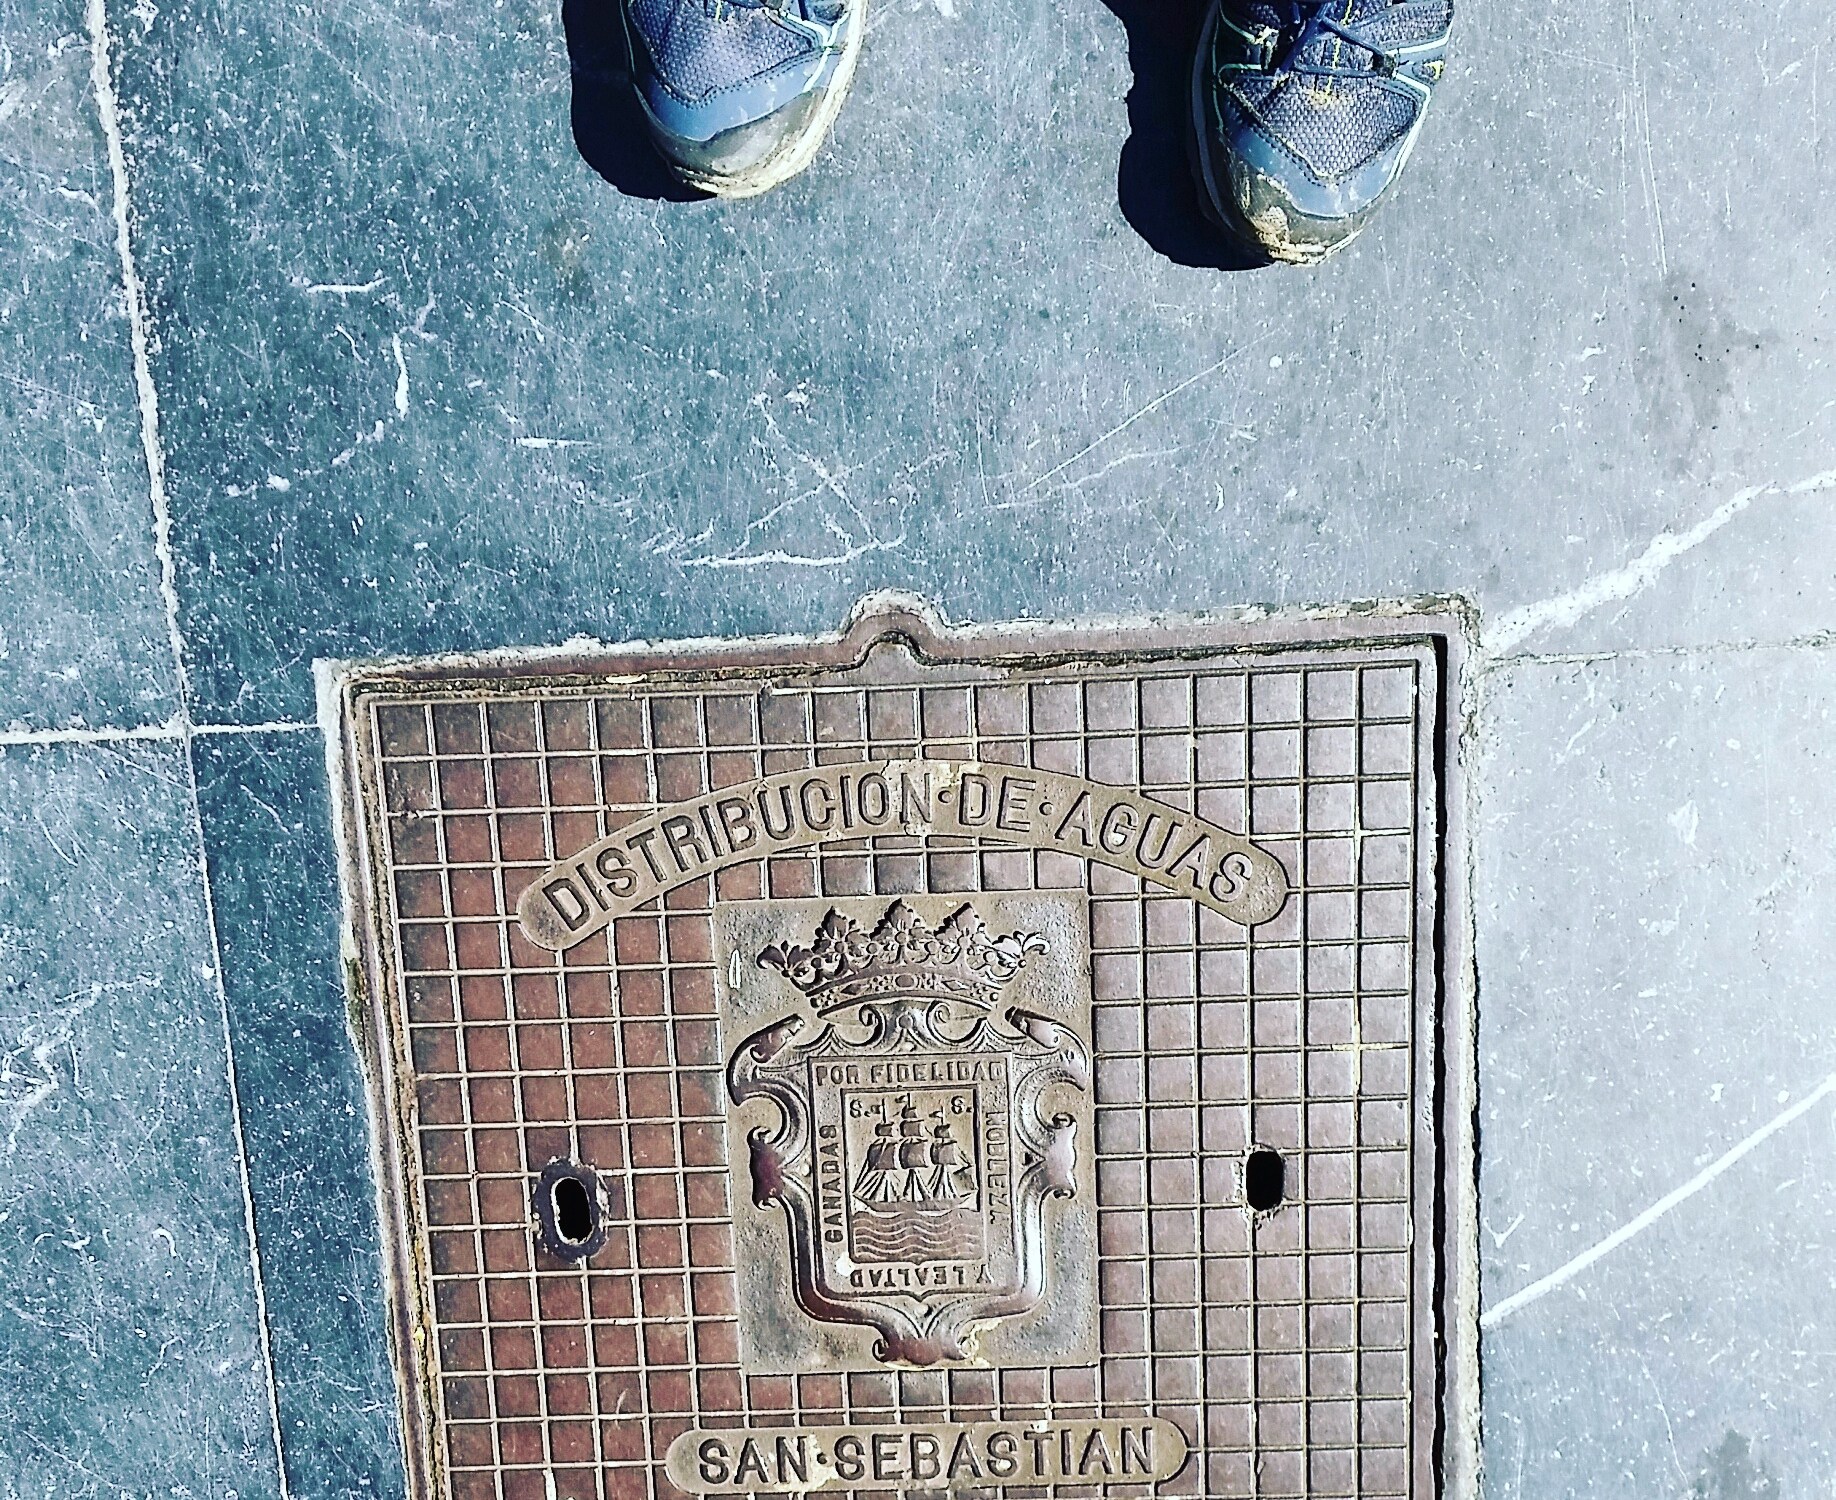 DISTRIBUCION·DE·AGUAS
POR FIDELIDAD
NOBLEZA
Y LEALTAD
GANADAS
S. S.
SAN·SEBASTIAN